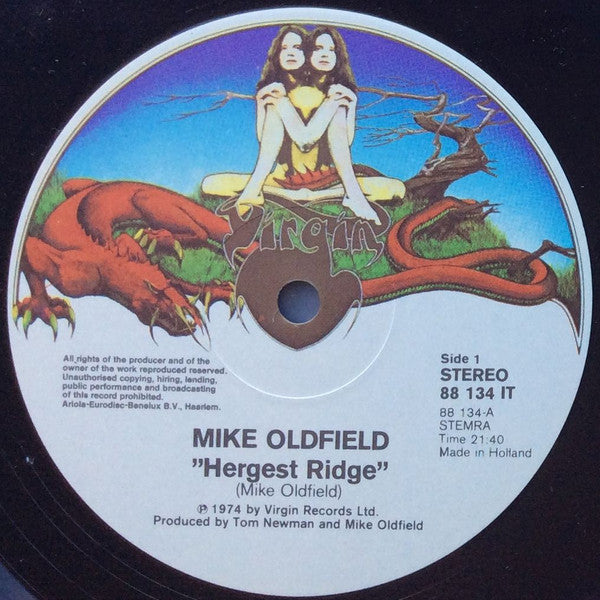 Virgin
All rights of the producer and of the
owner of the work reproduced reserved.
Unauthorised copying, hiring, lending,
public performance and broadcasting
of this record prohibited.
Ariola-Eurodisc-Benelux B.V., Haarlem.
Side 1
STEREO
88 134 IT
88 134-A
STEMRA
Time 21:40
Made in Holland
MIKE OLDFIELD
”Hergest Ridge”
(Mike Oldfield)
℗ 1974 by Virgin Records Ltd.
Produced by Tom Newman and Mike Oldfield